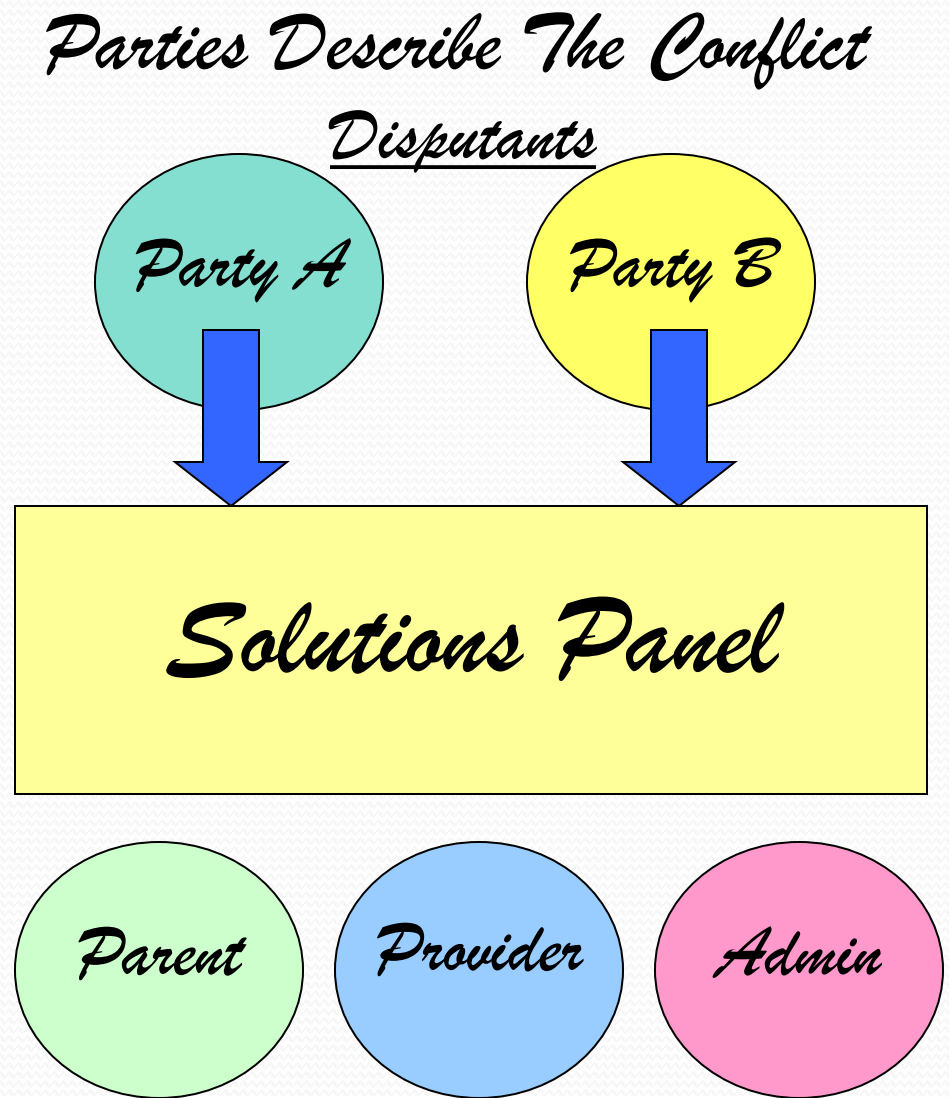 Parties Describe The Conflict
Disputants
Party A
Party B
Solutions Panel
Parent
Provider
Admin